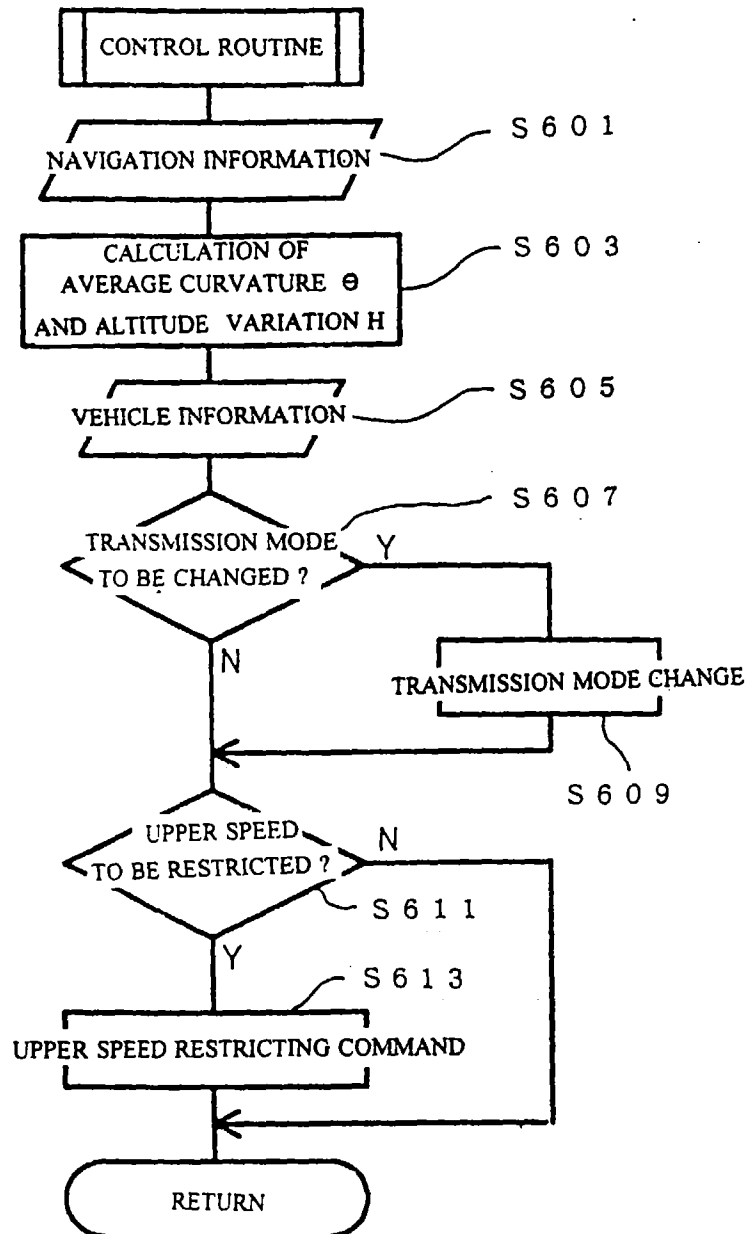 CONTROL ROUTINE
S601
NAVIGATION INFORMATION
CALCULATION OF
S603
AVERAGE CURVATURE Θ
AND ALTITUDE VARIATION H
S605
VEHICLE INFORMATION
S607
TRANSMISSION MODE
Y
TO BE CHANGED ?
N
TRANSMISSION MODE CHANGE
S609
UPPER SPEED
N
TO BE RESTRICTED ?
S611
Y
S613
UPPER SPEED RESTRICTING COMMAND
RETURN